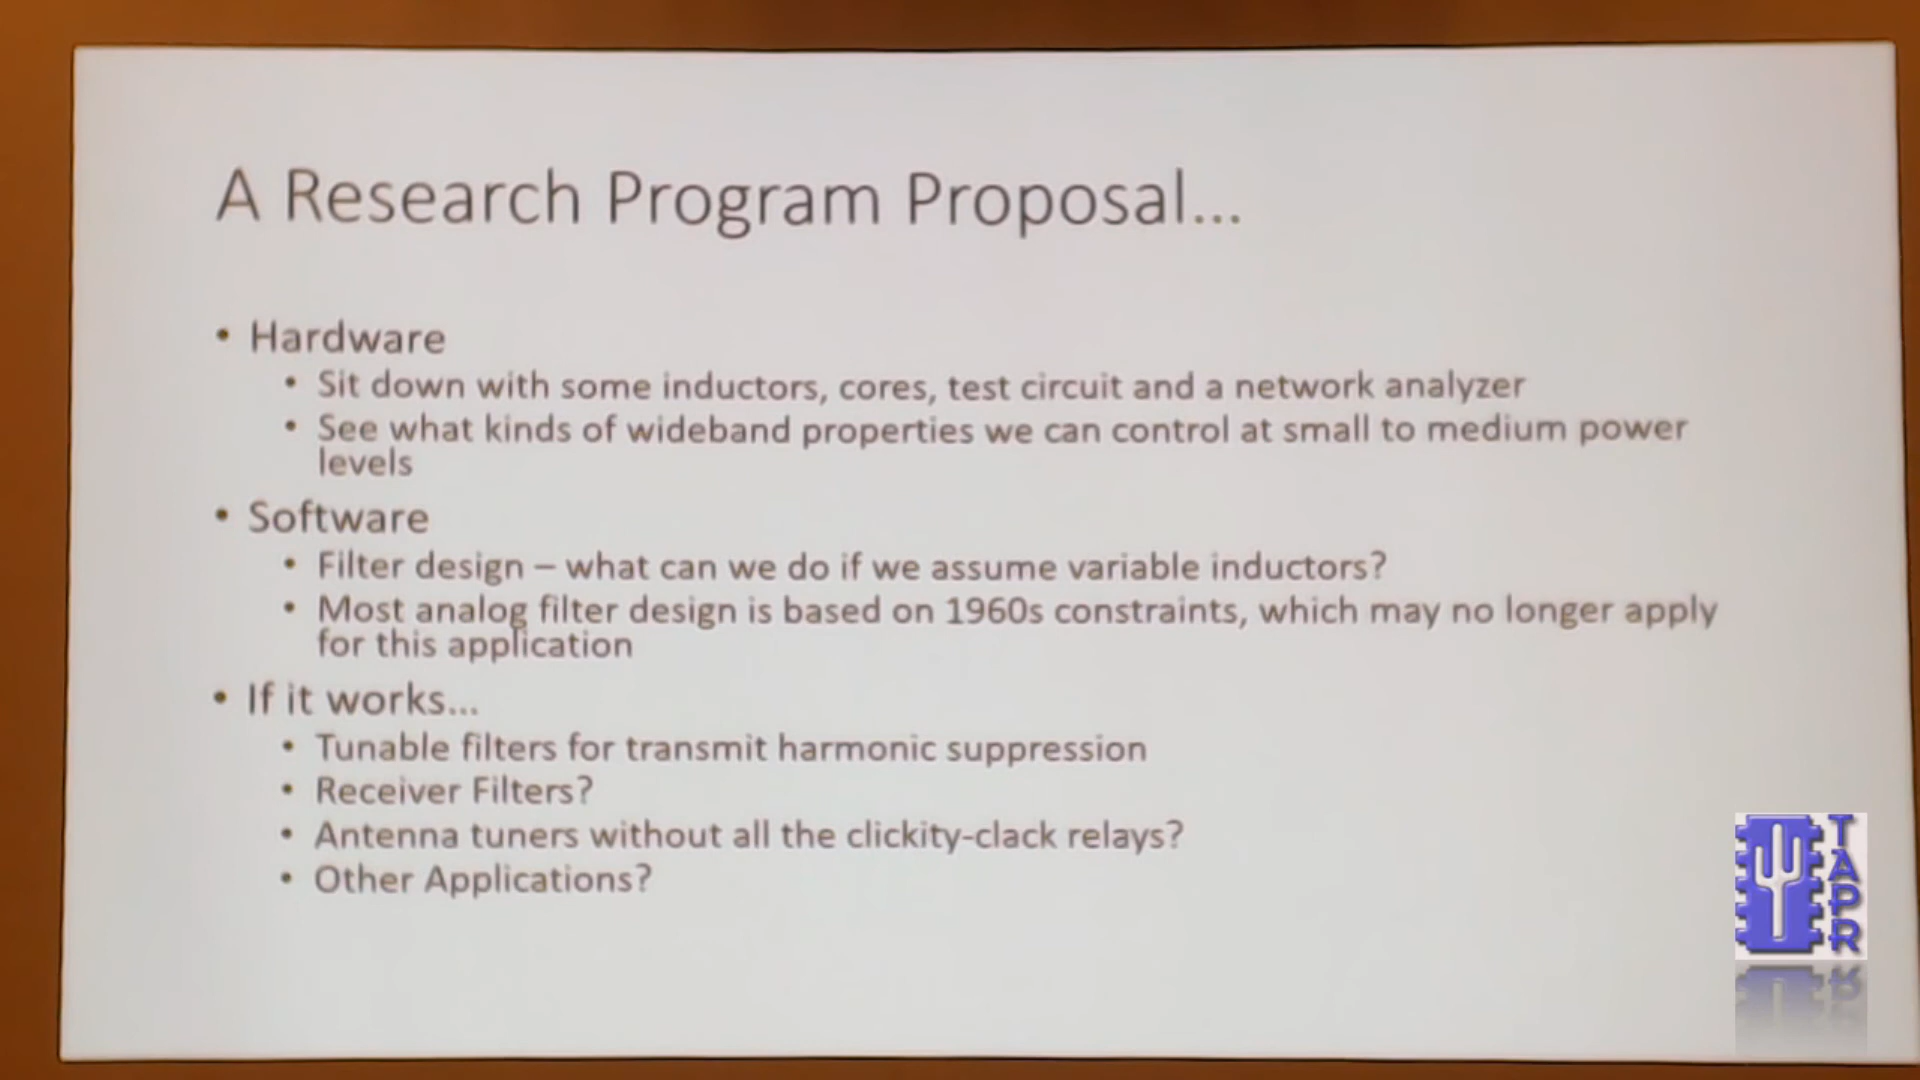 A Research Program Proposal...
• Hardware
• Sit down with some inductors, cores, test circuit and a network analyzer
• See what kinds of wideband properties we can control at small to medium power
levels
• Software
• Filter design – what can we do if we assume variable inductors?
• Most analog filter design is based on 1960s constraints, which may no longer apply
for this application
• If it works...
• Tunable filters for transmit harmonic suppression
• Receiver Filters?
• Antenna tuners without all the clickity-clack relays?
• Other Applications?
TAPR